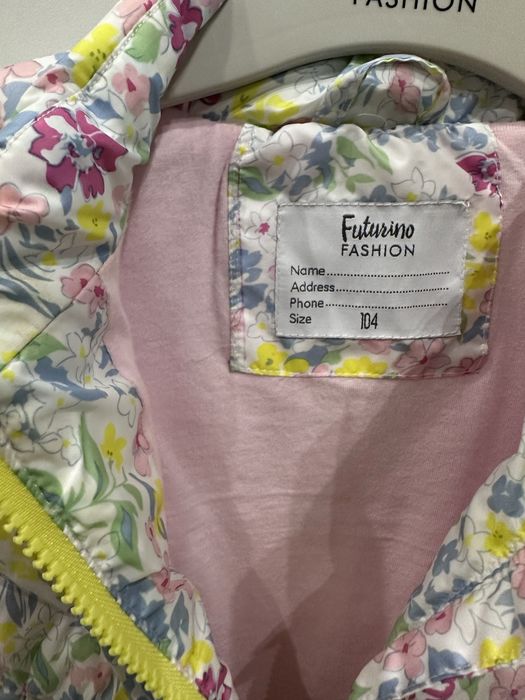 FASHION
Futurino
FASHION
Name..............................
Address..........................
Phone.............................
Size 104